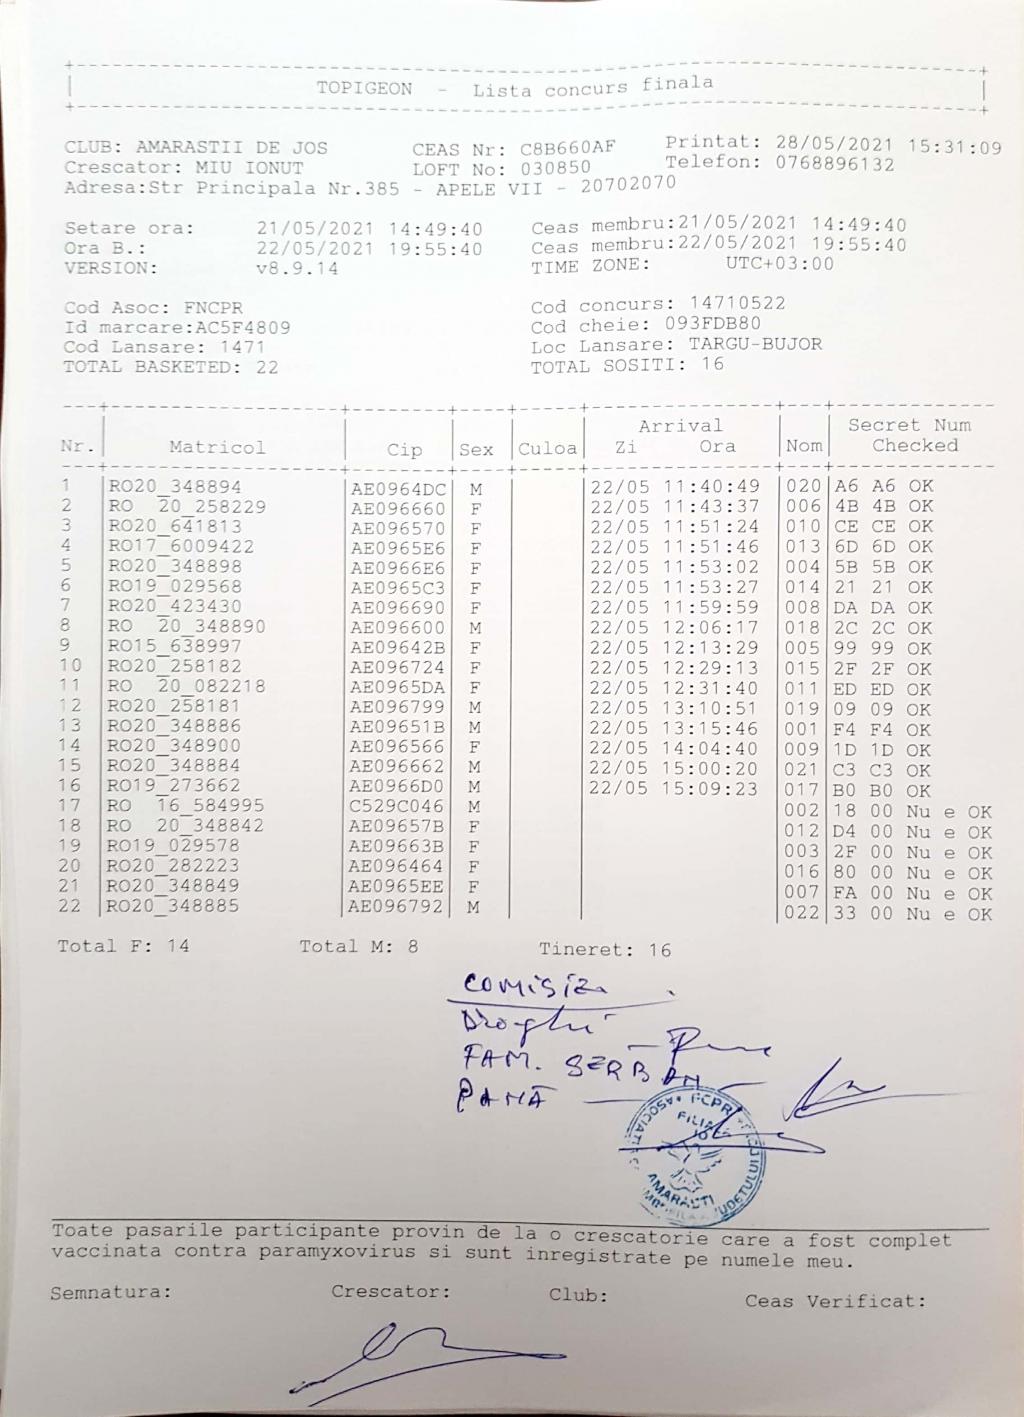 TOPIGEON - Lista concurs finala
CLUB: AMARASTII DE JOS CEAS Nr: C8B660AF Printat: 28/05/2021 15:31:09
Crescator: MIU IONUT LOFT No: 030850 Telefon: 0768896132
Adresa:Str Principala Nr.385 - APELE VII - 20702070
Setare ora: 21/05/2021 14:49:40 Ceas membru:21/05/2021 14:49:40
Ora B.: 22/05/2021 19:55:40 Ceas membru:22/05/2021 19:55:40
VERSION: v8.9.14 TIME ZONE: UTC+03:00
Cod Asoc: FNCPR Cod concurs: 14710522
Id marcare:AC5F4809 Cod cheie: 093FDB80
Cod Lansare: 1471 Loc Lansare: TARGU-BUJOR
TOTAL BASKETED: 22 TOTAL SOSITI: 16
Arrival Secret Num
Nr. Matricol Cip Sex Culoa Zi Ora Nom Checked
1 RO20_348894 AE0964DC M 22/05 11:40:49 020 A6 A6 OK
2 RO 20_258229 AE096660 F 22/05 11:43:37 006 4B 4B OK
3 RO20_641813 AE096570 F 22/05 11:51:24 010 CE CE OK
4 RO17_6009422 AE0965E6 F 22/05 11:51:46 013 6D 6D OK
5 RO20_348898 AE0966E6 F 22/05 11:53:02 004 5B 5B OK
6 RO19_029568 AE0965C3 F 22/05 11:53:27 014 21 21 OK
7 RO20_423430 AE096690 F 22/05 11:59:59 008 DA DA OK
8 RO 20_348890 AE096600 M 22/05 12:06:17 018 2C 2C OK
9 RO15_638997 AE09642B F 22/05 12:13:29 005 99 99 OK
10 RO20_258182 AE096724 F 22/05 12:29:13 015 2F 2F OK
11 RO 20_082218 AE0965DA F 22/05 12:31:40 011 ED ED OK
12 RO20_258181 AE096799 M 22/05 13:10:51 019 09 09 OK
13 RO20_348886 AE09651B M 22/05 13:15:46 001 F4 F4 OK
14 RO20_348900 AE096566 F 22/05 14:04:40 009 1D 1D OK
15 RO20_348884 AE096662 M 22/05 15:00:20 021 C3 C3 OK
16 RO19_273662 AE0966D0 M 22/05 15:09:23 017 B0 B0 OK
17 RO 16_584995 C529C046 M 002 18 00 Nu e OK
18 RO 20_348842 AE09657B F 012 D4 00 Nu e OK
19 RO19_029578 AE09663B F 003 2F 00 Nu e OK
20 RO20_282223 AE096464 F 016 80 00 Nu e OK
21 RO20_348849 AE0965EE F 007 FA 00 Nu e OK
22 RO20_348885 AE096792 M 022 33 00 Nu e OK
Total F: 14 Total M: 8 Tineret: 16
COMISIA
Droghi
FAM. SERBAN
PANĂ
FCPR
FILIALA
AMARASTI
JUDETULUI
Toate pasarile participante provin de la o crescatorie care a fost complet
vaccinata contra paramyxovirus si sunt inregistrate pe numele meu.
Semnatura: Crescator: Club: Ceas Verificat: